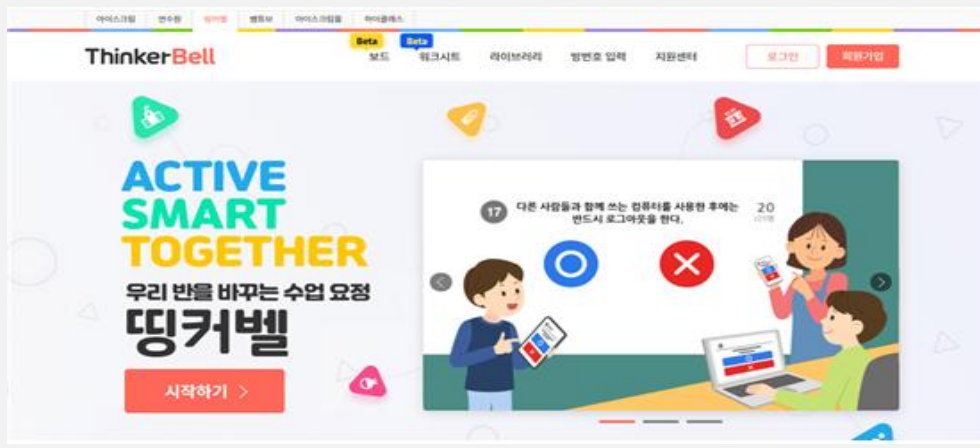 아이스크림 연수원 띵커벨 쌤튜브 아이스크림몰 하이클래스
Beta Beta
ThinkerBell 보드 워크시트 라이브러리 방번호 입력 지원센터 로그인 회원가입
ACTIVE
SMART
TOGETHER
우리 반을 바꾸는 수업 요정
띵커벨
시작하기 >
17 다른 사람들과 함께 쓰는 컴퓨터를 사용한 후에는 20
반드시 로그아웃을 한다.